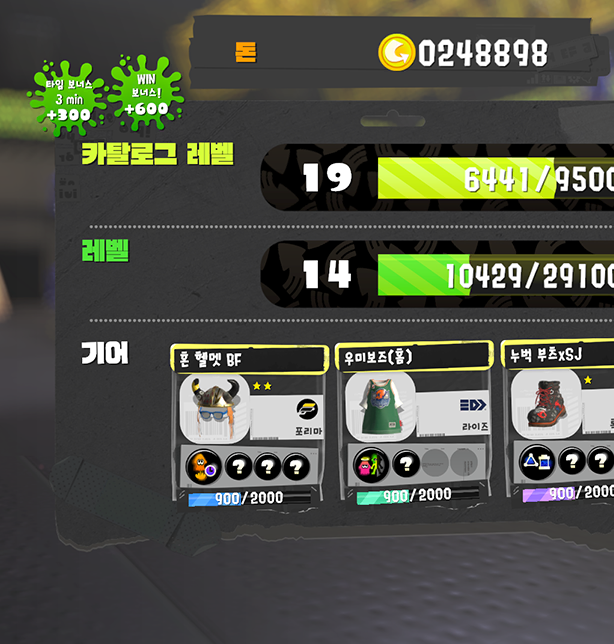 돈
0248898
타임 보너스
3 min
+300
WIN
보너스!
+600
카탈로그 레벨
19
6441/9500
레벨
14
10429/29100
기어
혼 헬멧 BF
포리마
?
?
?
900/2000
우미보즈(홈)
라이즈
?
900/2000
누벅 부츠xSJ
?
?
900/2000